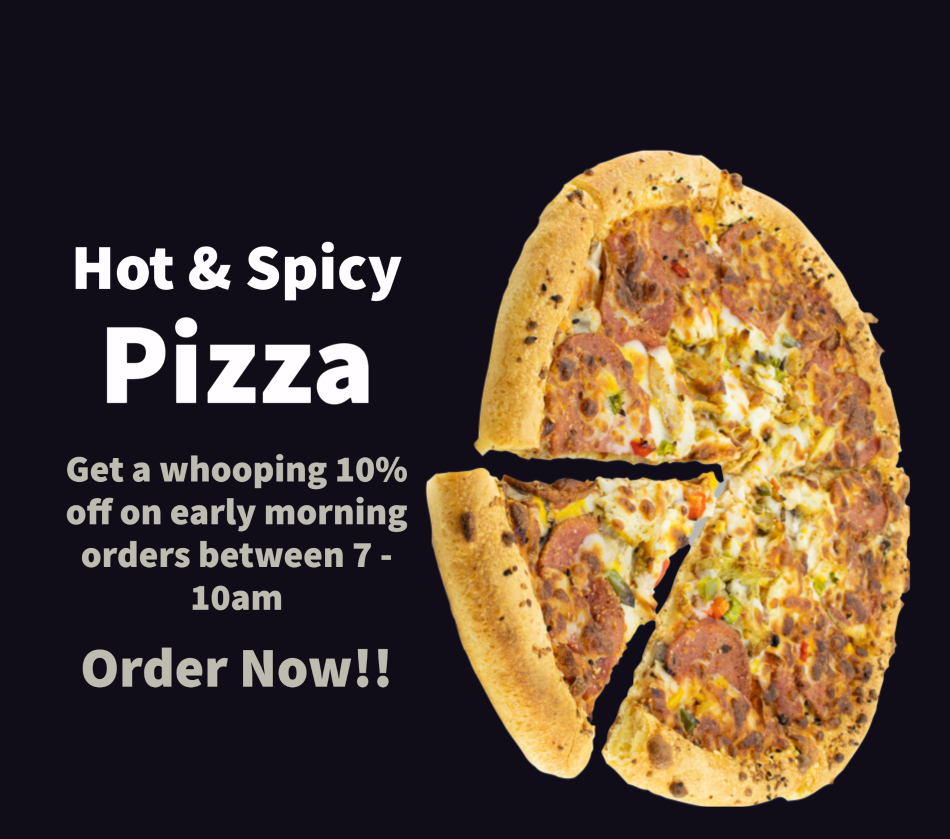 Hot & Spicy
Pizza
Get a whooping 10%
off on early morning
orders between 7 -
10am
Order Now!!